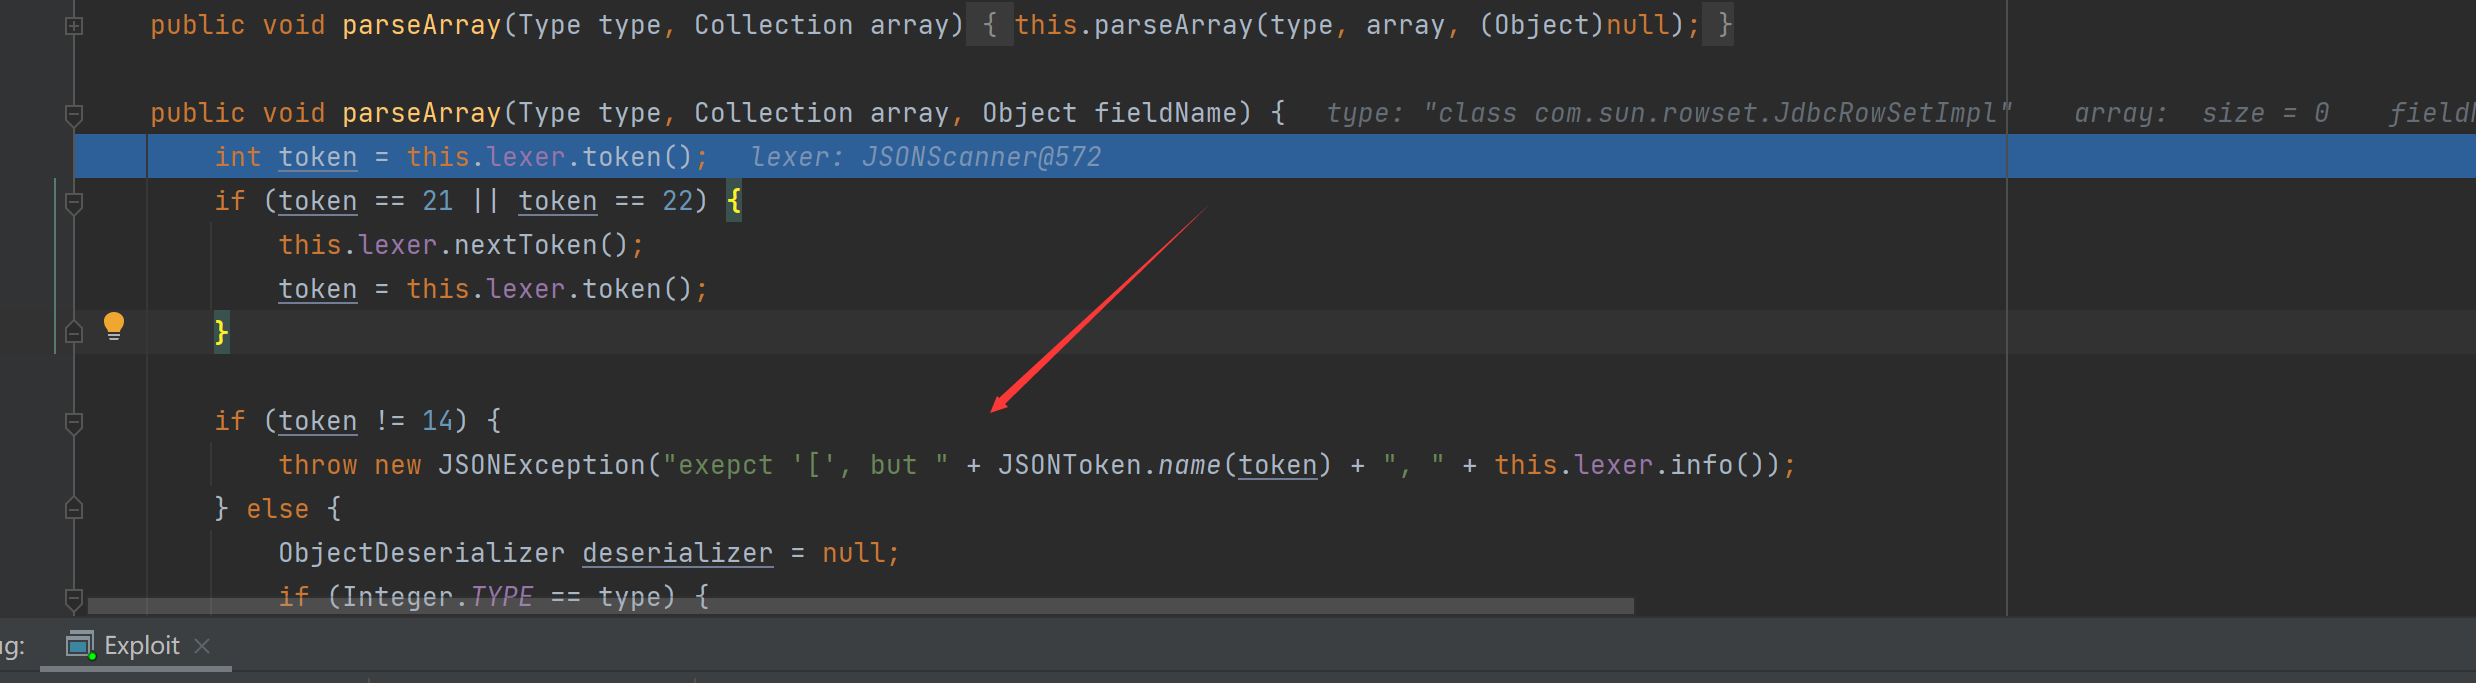 public void parseArray(Type type, Collection array) { this.parseArray(type, array, (Object)null); }
public void parseArray(Type type, Collection array, Object fieldName) { type: "class com.sun.rowset.JdbcRowSetImpl" array: size = 0
int token = this.lexer.token(); lexer: JSONScanner@572
if (token == 21 || token == 22) {
this.lexer.nextToken();
token = this.lexer.token();
}
if (token != 14) {
throw new JSONException("exepct '[', but " + JSONToken.name(token) + ", " + this.lexer.info());
} else {
ObjectDeserializer deserializer = null;
if (Integer.TYPE == type) {
Exploit